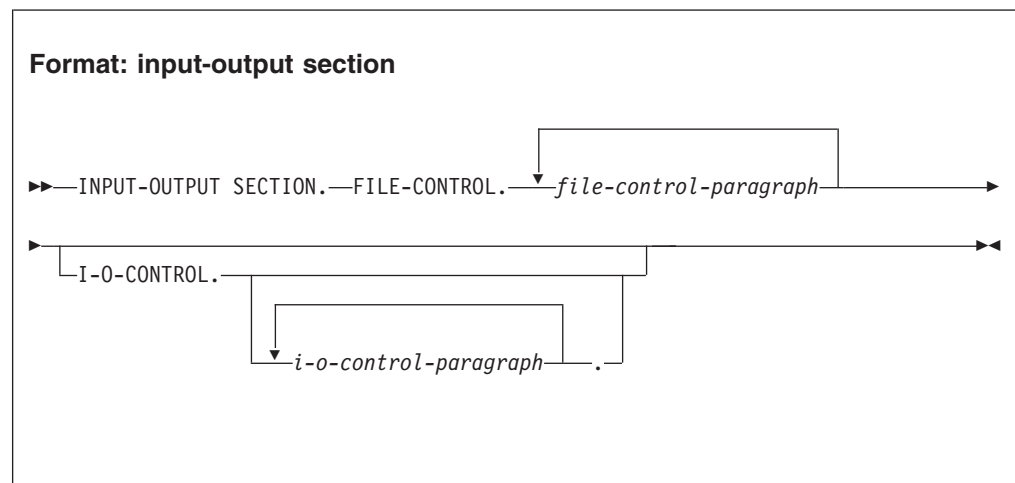 Format: input-output section
INPUT-OUTPUT SECTION. FILE-CONTROL. file-control-paragraph
I-O-CONTROL.
i-o-control-paragraph .